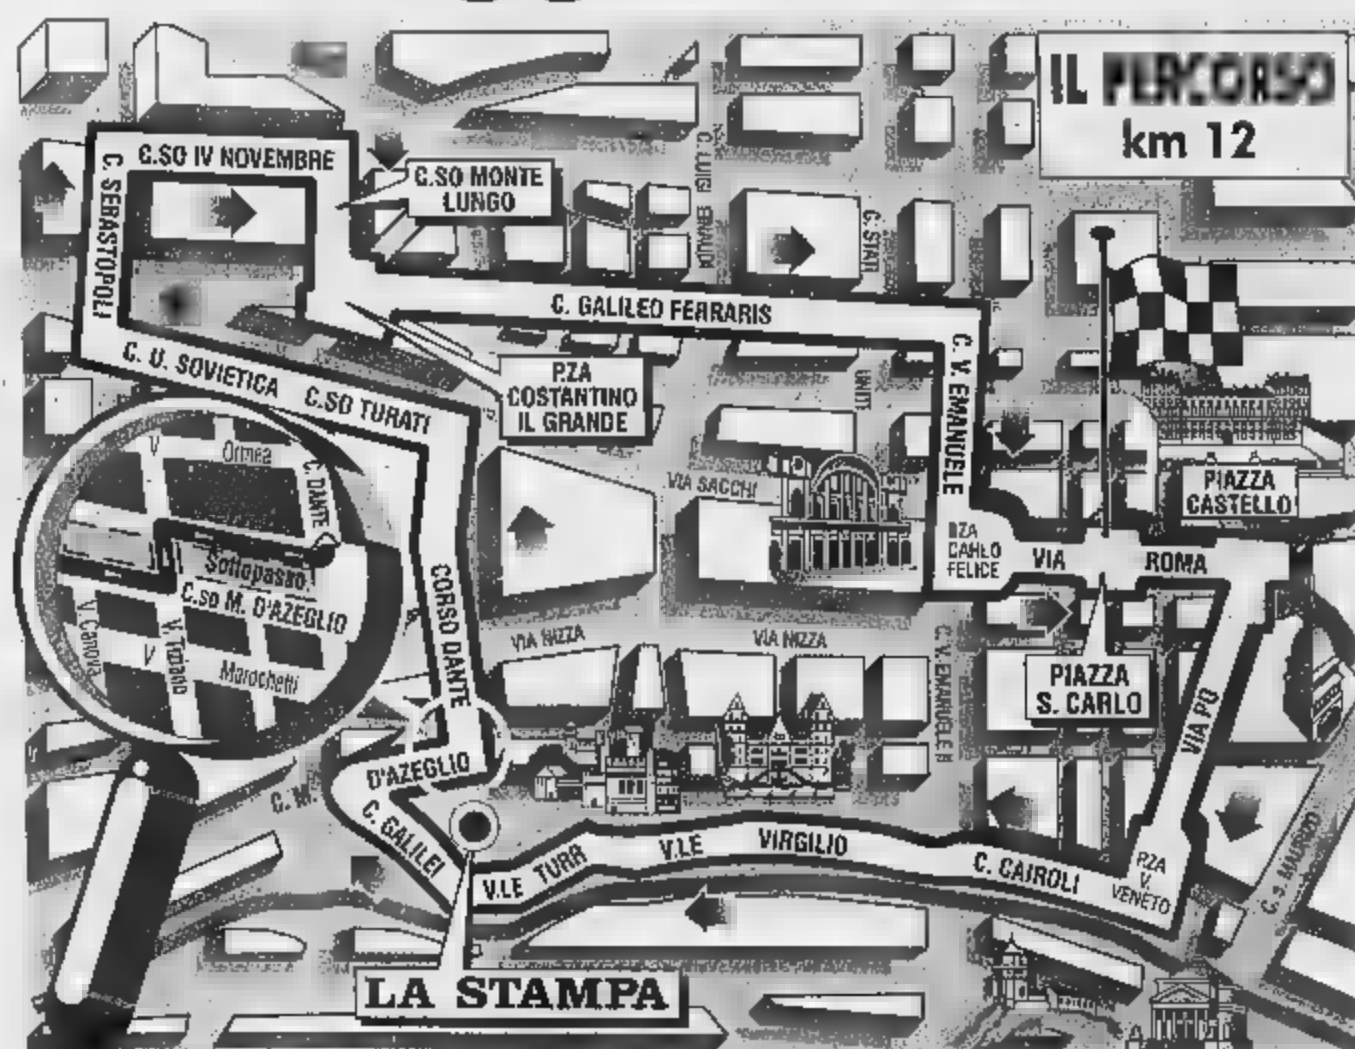 IL PERCORSO
km 12
C.SO IV NOVEMBRE
C. SEBASTOPOLI
C.SO MONTE
LUNGO
C. LUIGI EINAUDI
C. STATI
UNITI
C. GALILEO FERRARIS
C. U. SOVIETICA
C.SO TURATI
P.ZA
COSTANTINO
IL GRANDE
C. V. EMANUELE
VIA SACCHI
PIAZZA
CASTELLO
P.ZA
CARLO
FELICE
VIA ROMA
V.
Ormea
C. DANTE
Sottopasso
C.so M. D'AZEGLIO
V. Canova
V. Tiziano
V.
Marochetti
CORSO DANTE
VIA NIZZA
VIA NIZZA
C. V. EMANUELE II
PIAZZA
S. CARLO
VIA PO
D'AZEGLIO
C. M.
C. GALILEI
V.LE TURR
V.LE VIRGILIO
C. CAIROLI
P.ZA
V.
VENETO
C. S. MAURIZIO
LA STAMPA